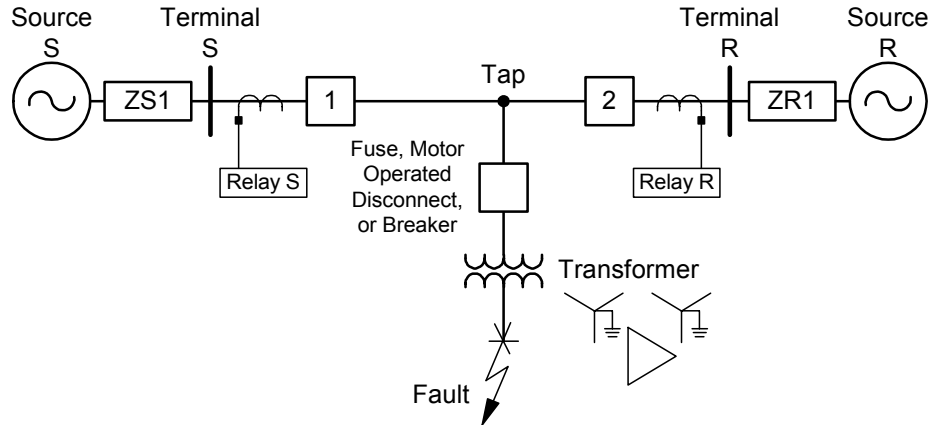 Source
S
Terminal
S
Terminal
R
Source
R
ZS1
1
Tap
2
ZR1
Relay S
Fuse, Motor
Operated
Disconnect,
or Breaker
Relay R
Transformer
Fault